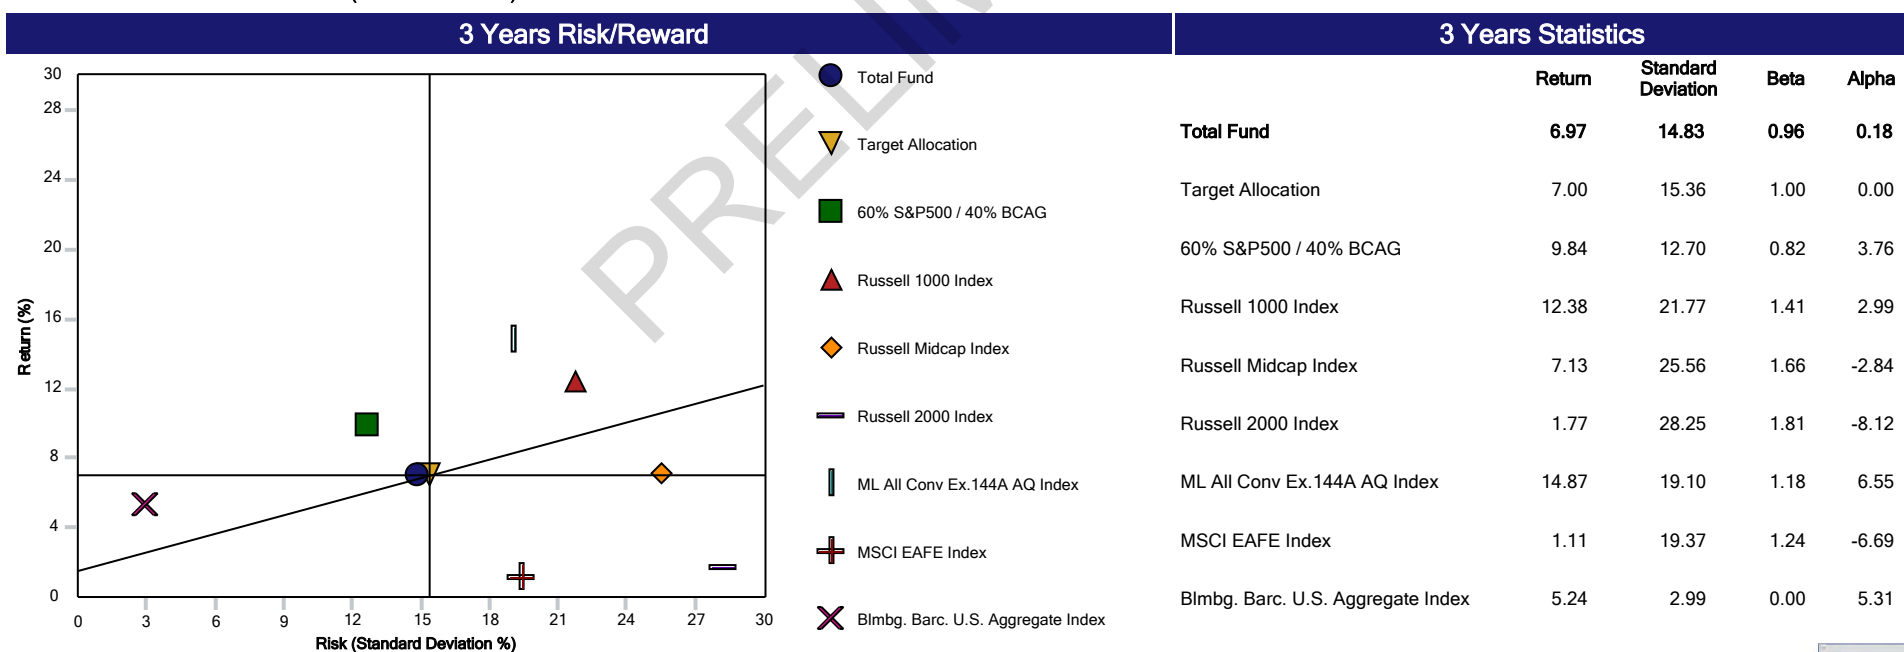 3 Years Risk/Reward
3 Years Statistics
30
28
24
20
16
12
8
4
0
Return (%)
0 3 6 9 12 15 18 21 24 27 30
Risk (Standard Deviation %)
Total Fund
Target Allocation
60% S&P500 / 40% BCAG
Russell 1000 Index
Russell Midcap Index
Russell 2000 Index
ML All Conv Ex.144A AQ Index
MSCI EAFE Index
Blmbg. Barc. U.S. Aggregate Index
Return Standard Deviation Beta Alpha
Total Fund 6.97 14.83 0.96 0.18
Target Allocation 7.00 15.36 1.00 0.00
60% S&P500 / 40% BCAG 9.84 12.70 0.82 3.76
Russell 1000 Index 12.38 21.77 1.41 2.99
Russell Midcap Index 7.13 25.56 1.66 -2.84
Russell 2000 Index 1.77 28.25 1.81 -8.12
ML All Conv Ex.144A AQ Index 14.87 19.10 1.18 6.55
MSCI EAFE Index 1.11 19.37 1.24 -6.69
Blmbg. Barc. U.S. Aggregate Index 5.24 2.99 0.00 5.31